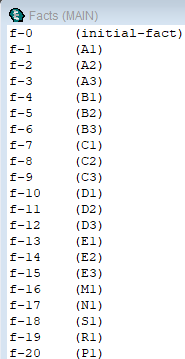 Facts (MAIN)
f-0 (initial-fact)
f-1 (A1)
f-2 (A2)
f-3 (A3)
f-4 (B1)
f-5 (B2)
f-6 (B3)
f-7 (C1)
f-8 (C2)
f-9 (C3)
f-10 (D1)
f-11 (D2)
f-12 (D3)
f-13 (E1)
f-14 (E2)
f-15 (E3)
f-16 (M1)
f-17 (N1)
f-18 (S1)
f-19 (R1)
f-20 (P1)